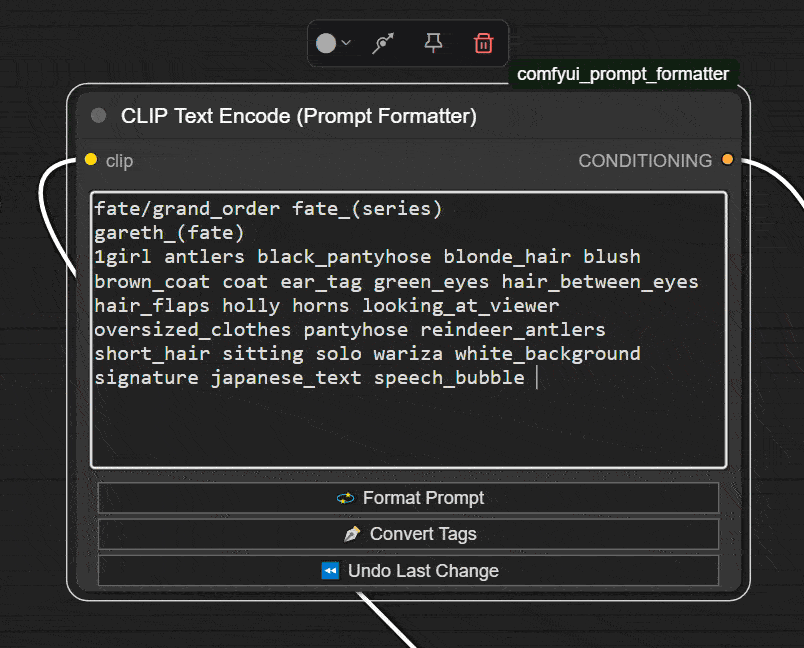 comfyui_prompt_formatter
CLIP Text Encode (Prompt Formatter)
clip
CONDITIONING
fate/grand_order fate_(series)
gareth_(fate)
1girl antlers black_pantyhose blonde_hair blush
brown_coat coat ear_tag green_eyes hair_between_eyes
hair_flaps holly horns looking_at_viewer
oversized_clothes pantyhose reindeer_antlers
short_hair sitting solo wariza white_background
signature japanese_text speech_bubble
Format Prompt
Convert Tags
Undo Last Change